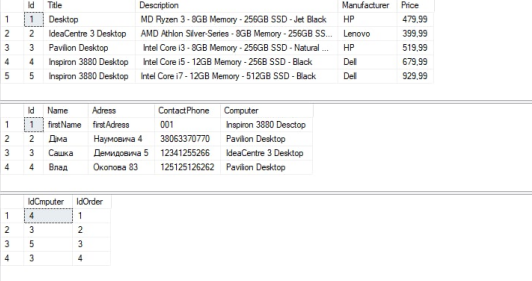 Id Title Description Manufacturer Price
1 1 Desktop MD Ryzen 3 - 8GB Memory - 256GB SSD - Jet Black HP 479,99
2 2 IdeaCentre 3 Desktop AMD Athlon Silver-Series - 8GB Memory - 256GB SS... Lenovo 399,99
3 3 Pavilion Desktop Intel Core i3 - 8GB Memory - 256GB SSD - Natural ... HP 519,99
4 4 Inspiron 3880 Desktop Intel Core i5 - 12GB Memory - 256B SSD - Black Dell 679,99
5 5 Inspiron 3880 Desktop Intel Core i7 - 12GB Memory - 512GB SSD - Black Dell 929,99
Id Name Adress ContactPhone Computer
1 1 firstName firstAdress 001 Inspiron 3880 Desctop
2 2 Діма Наумовича 4 38063370770 Pavilion Desktop
3 3 Сашка Демидовича 5 12341255266 IdeaCentre 3 Desktop
4 4 Влад Окопова 83 125125126262 Pavilion Desktop
IdCmputer IdOrder
1 4 1
2 3 2
3 5 3
4 3 4